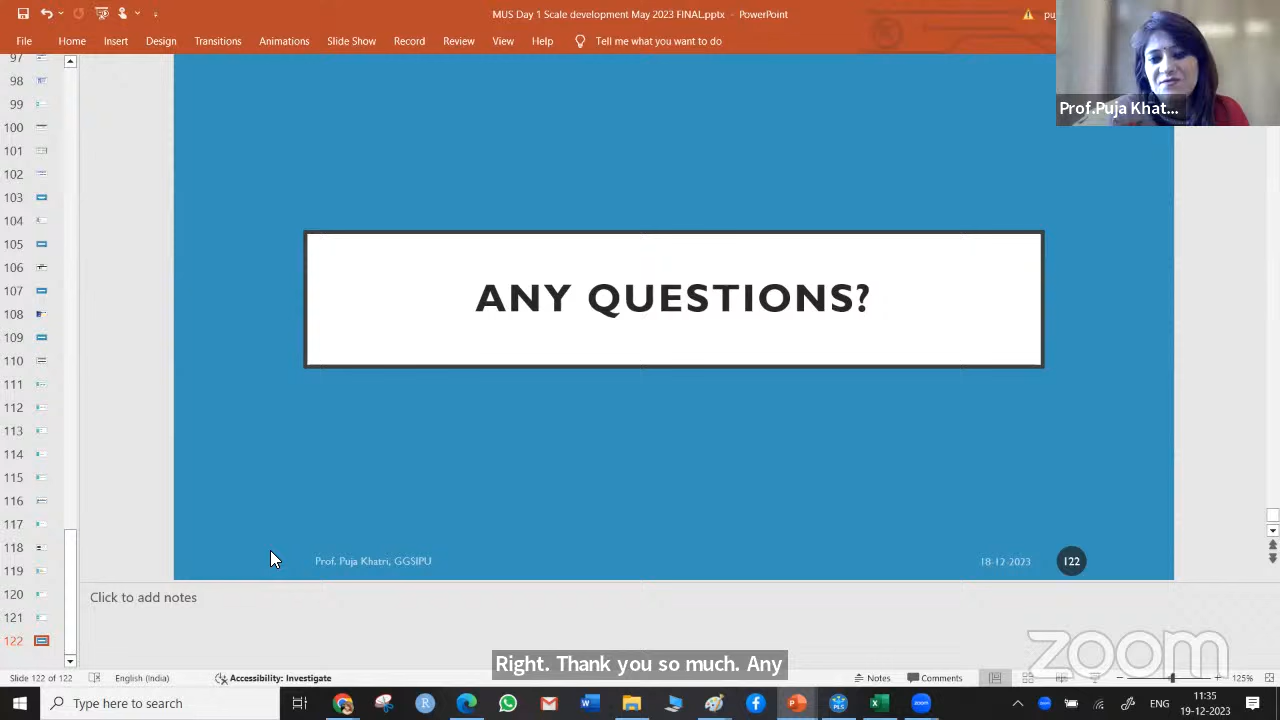 MUS Day 1 Scale development May 2023 FINAL.pptx - PowerPoint
File Home Insert Design Transitions Animations Slide Show Record Review View Help Tell me what you want to do
Prof.Puja Khat...
97
98
99
100
101
102
103
104
105
106
107
108
109
110
111
112
113
114
115
116
117
118
119
120
121
122
ANY QUESTIONS?
Prof. Puja Khatri, GGSIPU 18-12-2023 122
Click to add notes
Right. Thank you so much. Any
zoom
Slide 122 of 122 English (India) Accessibility: Investigate Notes Comments 125%
Type here to search
ENG
11:35
19-12-2023